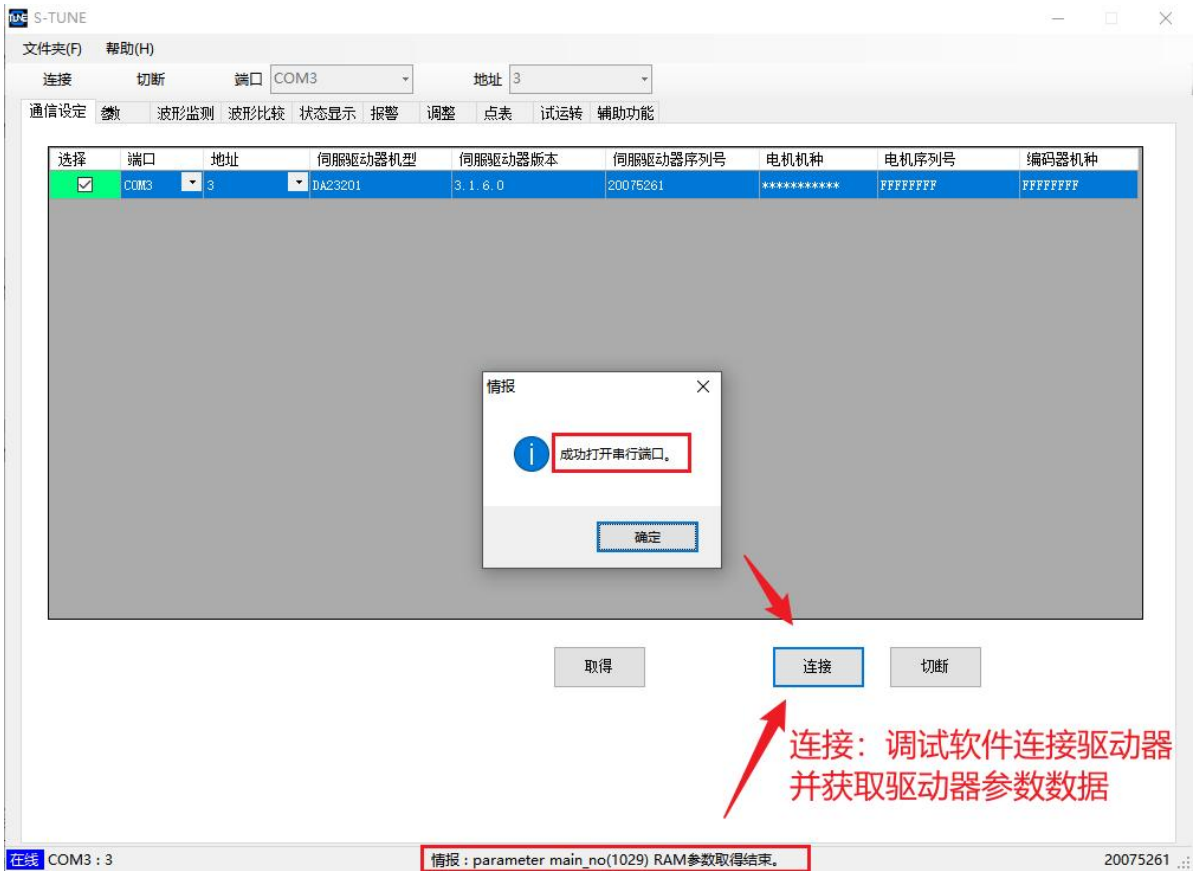 TUNE S-TUNE
文件夹(F) 帮助(H)
连接 切断 端口 COM3 地址 3
通信设定 参数 波形监测 波形比较 状态显示 报警 调整 点表 试运转 辅助功能
选择 端口 地址 伺服驱动器机型 伺服驱动器版本 伺服驱动器序列号 电机机种 电机序列号 编码器机种
COM3 3 DA23201 3.1.6.0 20075261 *********** FFFFFFFF FFFFFFFF
情报
成功打开串行端口。
确定
取得 连接 切断
连接：调试软件连接驱动器
并获取驱动器参数数据
在线 COM3 : 3 情报 : parameter main_no(1029) RAM参数取得结束。 20075261